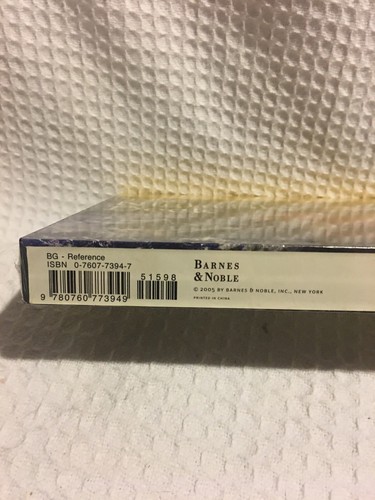 BG - Reference
ISBN 0-7607-7394-7
51598
9 780760 773949
BARNES
& NOBLE
© 2005 BY BARNES & NOBLE, INC., NEW YORK
PRINTED IN CHINA